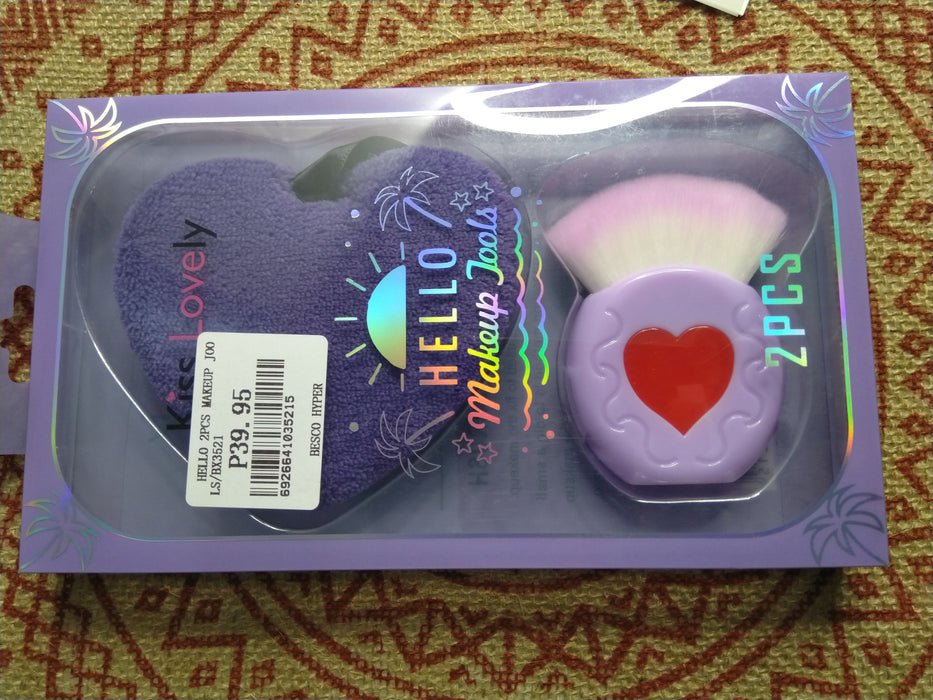 Kiss Lovely
HELLO
Makeup Tools
2PCS
HELLO 2PCS MAKEUP JOO
LS/BX3521
P39.95
6926641035215
BESCO HYPER